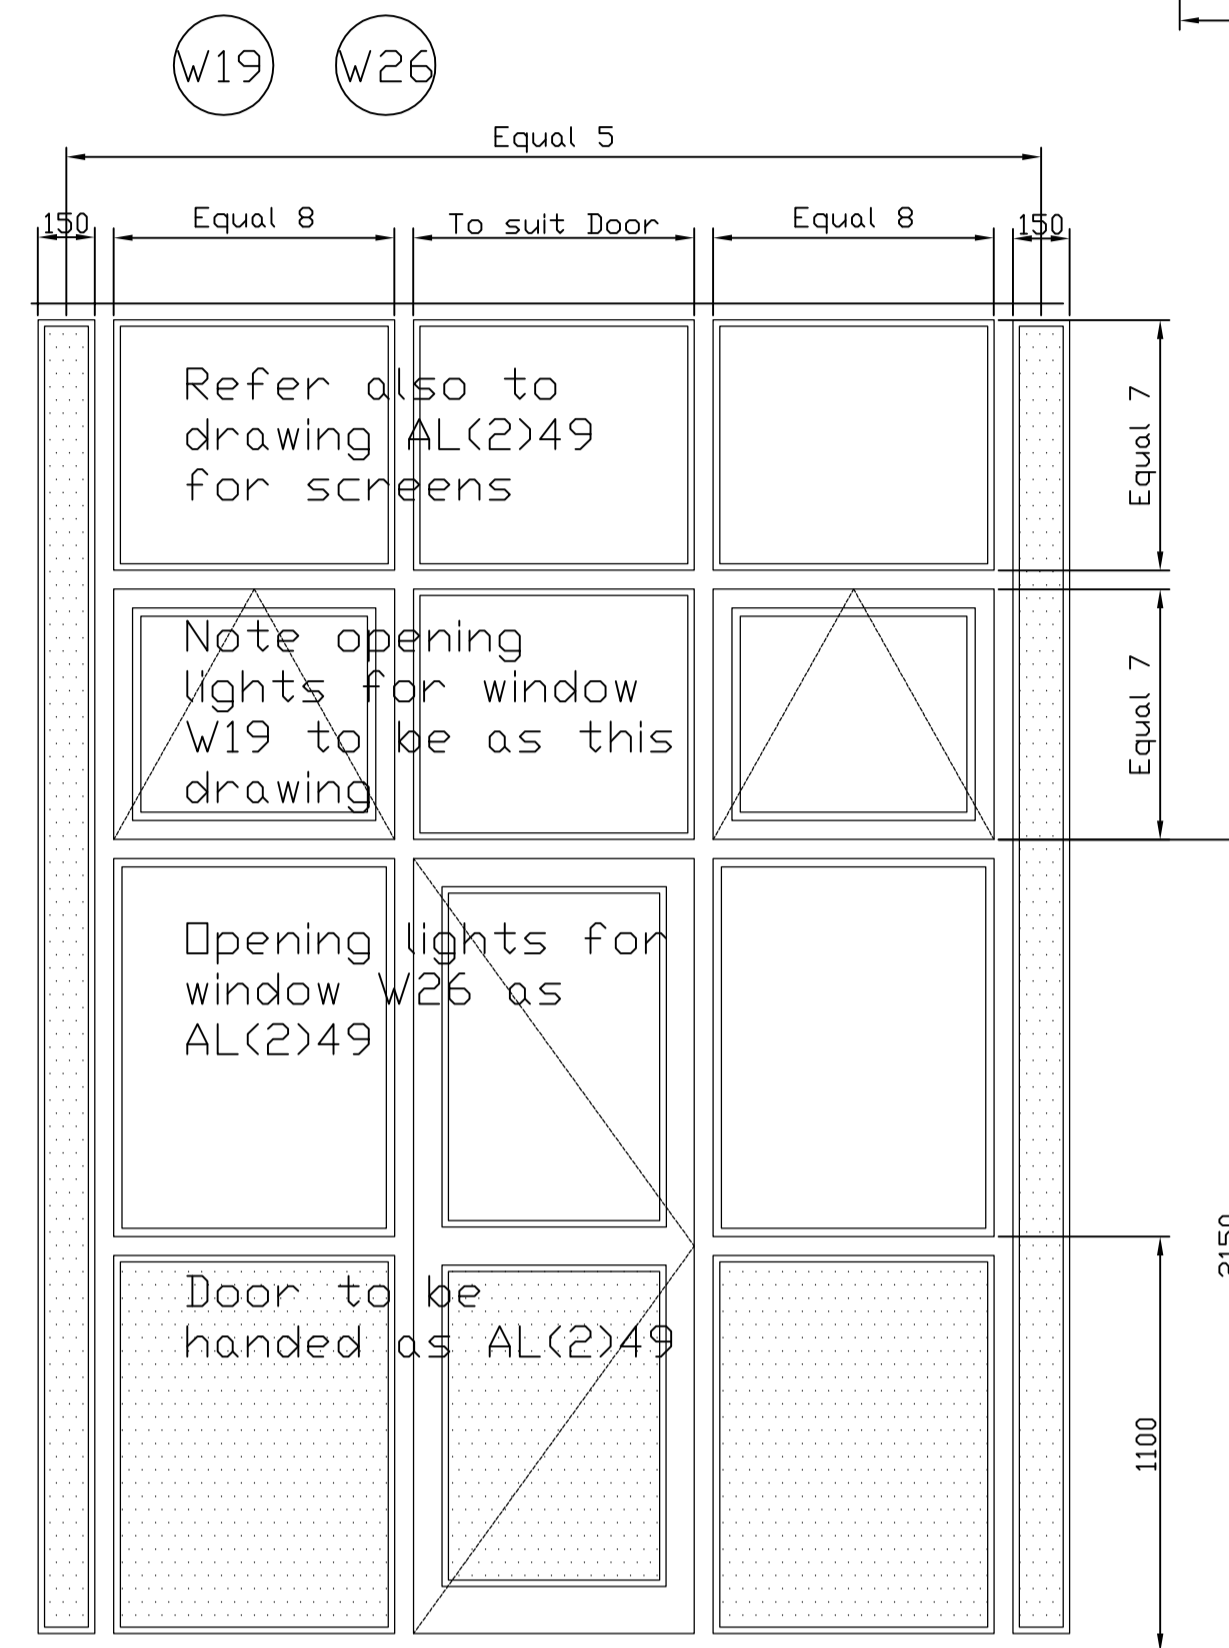 W19 W26
Equal 5
150 Equal 8 To suit Door Equal 8 150
Refer also to
drawing AL(2)49
for screens
Equal 7
Note opening
lights for window
W19 to be as this
drawing
Equal 7
Opening lights for
window W26 as
AL(2)49
Door to be
handed as AL(2)49
1100